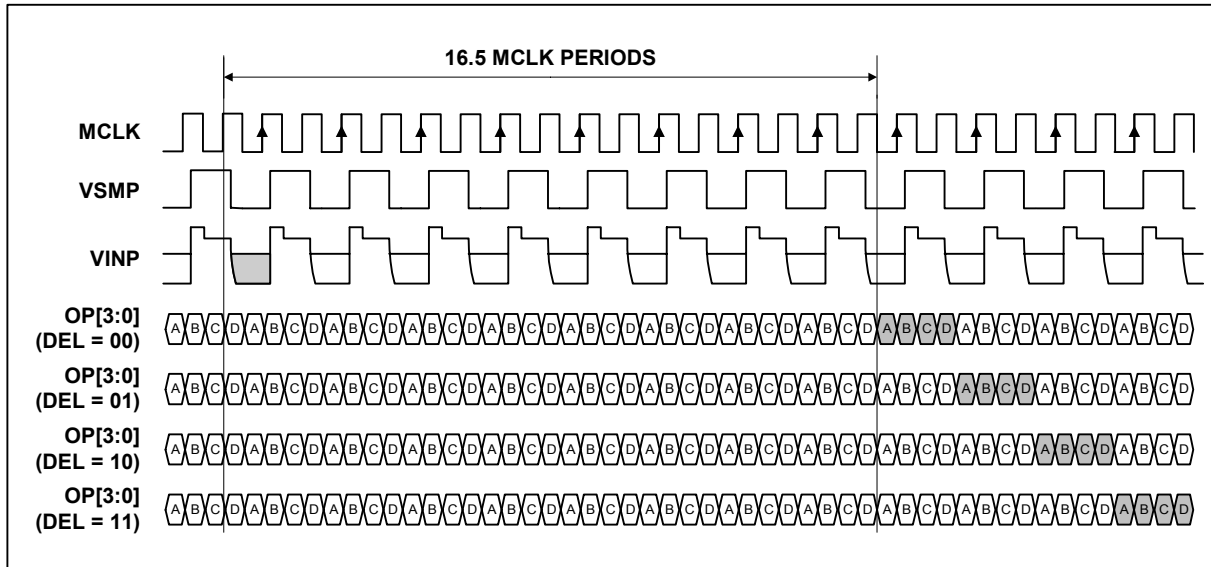 16.5 MCLK PERIODS
MCLK
VSMP
VINP
OP[3:0]
(DEL = 00)
A B C D A B C D A B C D A B C D A B C D A B C D A B C D A B C D A B C D A B C D A B C D A B C D A B C D
OP[3:0]
(DEL = 01)
A B C D A B C D A B C D A B C D A B C D A B C D A B C D A B C D A B C D A B C D A B C D A B C D A B C D
OP[3:0]
(DEL = 10)
A B C D A B C D A B C D A B C D A B C D A B C D A B C D A B C D A B C D A B C D A B C D A B C D A B C D
OP[3:0]
(DEL = 11)
A B C D A B C D A B C D A B C D A B C D A B C D A B C D A B C D A B C D A B C D A B C D A B C D A B C D